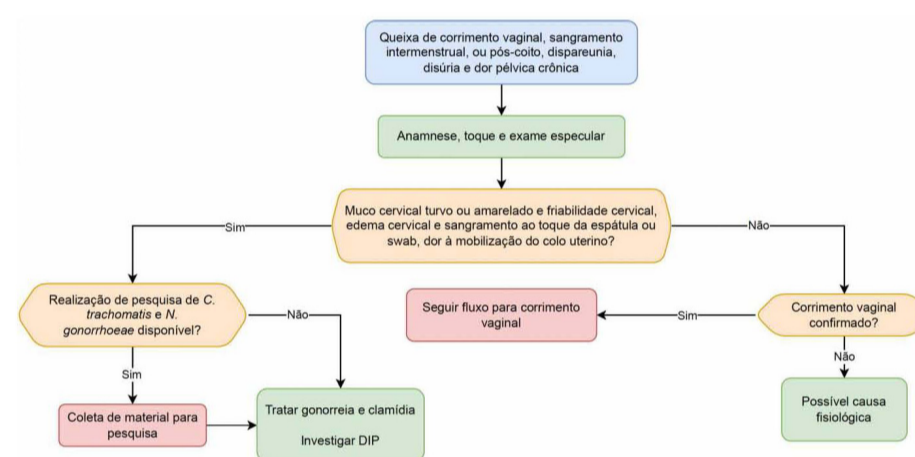 Queixa de corrimento vaginal, sangramento
intermenstrual, ou pós-coito, dispareunia,
disúria e dor pélvica crônica
Anamnese, toque e exame especular
Muco cervical turvo ou amarelado e friabilidade cervical,
edema cervical e sangramento ao toque da espátula ou
swab, dor à mobilização do colo uterino?
Sim
Não
Realização de pesquisa de C.
trachomatis e N.
gonorrhoeae disponível?
Não
Seguir fluxo para corrimento
vaginal
Sim
Corrimento vaginal
confirmado?
Sim
Não
Coleta de material para
pesquisa
Tratar gonorreia e clamídia
Investigar DIP
Possível causa
fisiológica